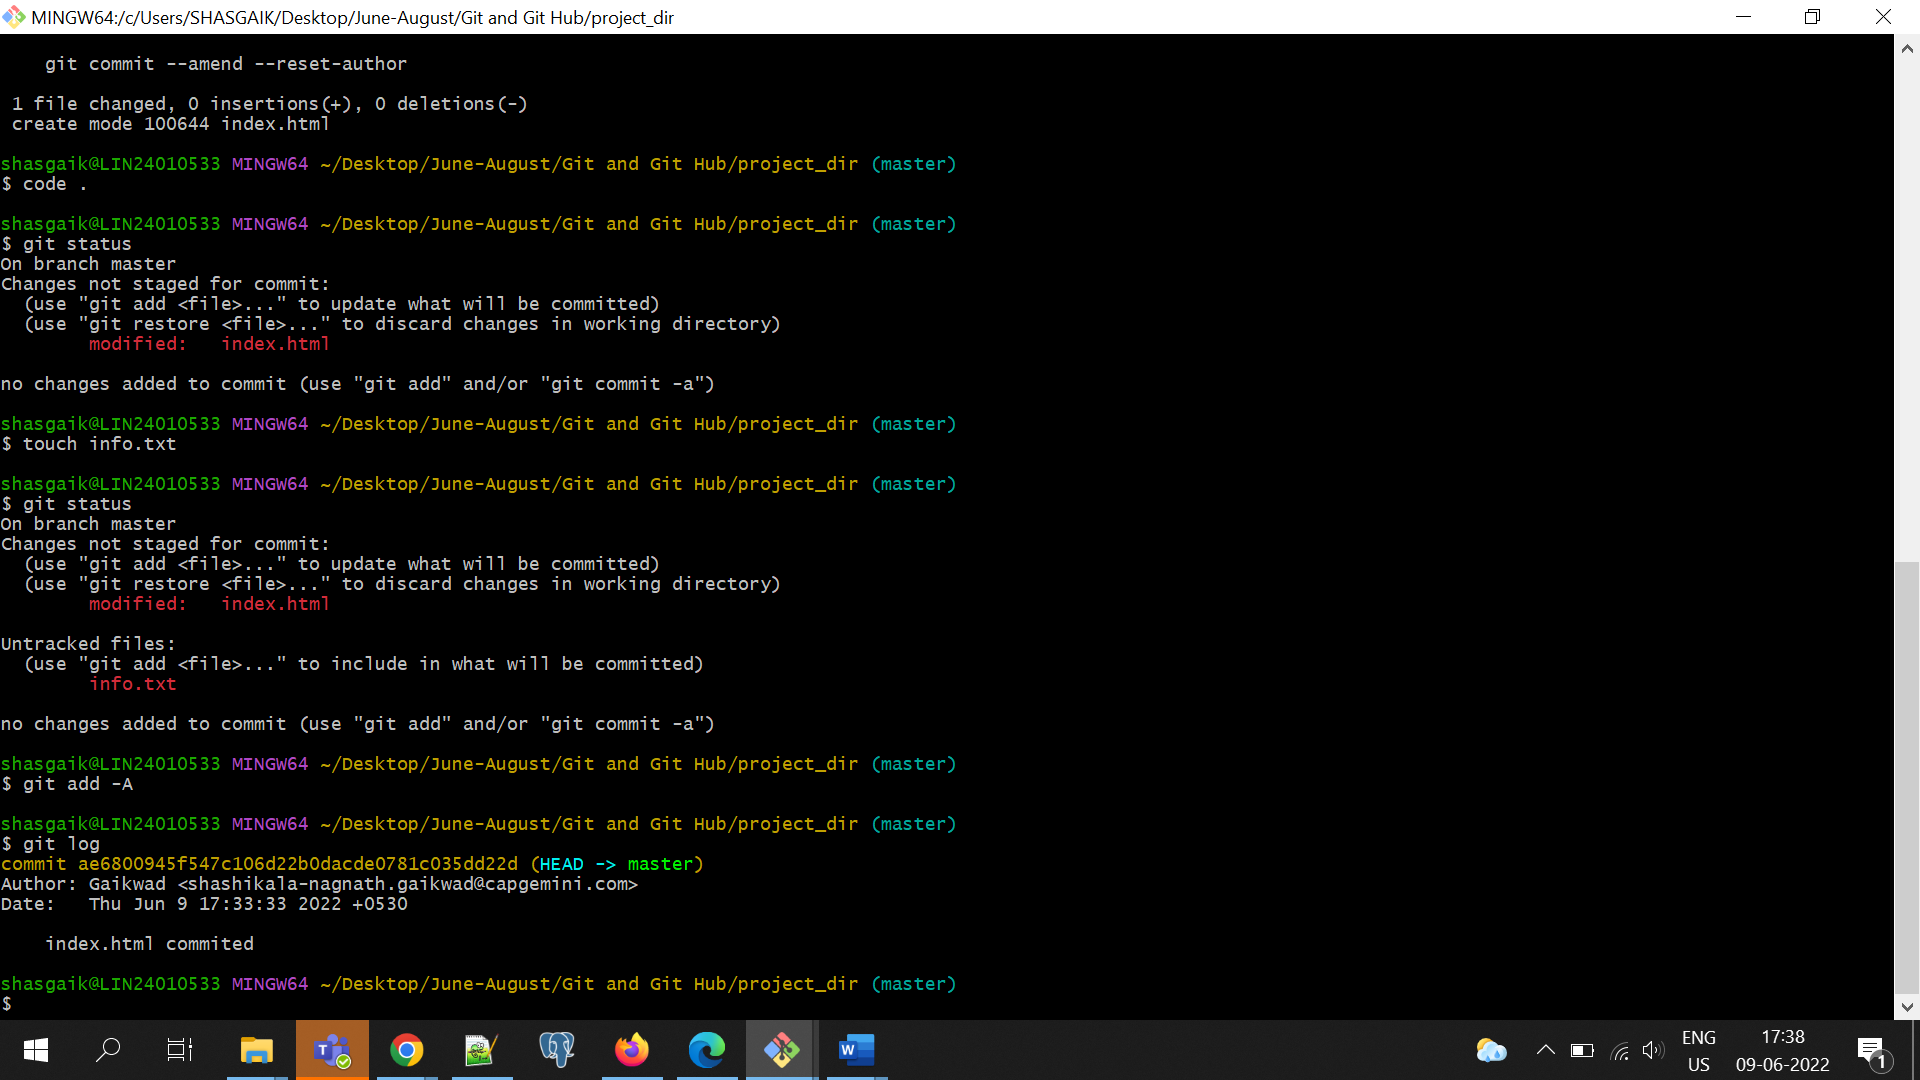 MINGW64:/c/Users/SHASGAIK/Desktop/June-August/Git and Git Hub/project_dir
git commit --amend --reset-author
1 file changed, 0 insertions(+), 0 deletions(-)
create mode 100644 index.html
shasgaik@LIN24010533 MINGW64 ~/Desktop/June-August/Git and Git Hub/project_dir (master)
$ code .
shasgaik@LIN24010533 MINGW64 ~/Desktop/June-August/Git and Git Hub/project_dir (master)
$ git status
On branch master
Changes not staged for commit:
(use "git add <file>..." to update what will be committed)
(use "git restore <file>..." to discard changes in working directory)
modified:   index.html
no changes added to commit (use "git add" and/or "git commit -a")
shasgaik@LIN24010533 MINGW64 ~/Desktop/June-August/Git and Git Hub/project_dir (master)
$ touch info.txt
shasgaik@LIN24010533 MINGW64 ~/Desktop/June-August/Git and Git Hub/project_dir (master)
$ git status
On branch master
Changes not staged for commit:
(use "git add <file>..." to update what will be committed)
(use "git restore <file>..." to discard changes in working directory)
modified:   index.html
Untracked files:
(use "git add <file>..." to include in what will be committed)
info.txt
no changes added to commit (use "git add" and/or "git commit -a")
shasgaik@LIN24010533 MINGW64 ~/Desktop/June-August/Git and Git Hub/project_dir (master)
$ git add -A
shasgaik@LIN24010533 MINGW64 ~/Desktop/June-August/Git and Git Hub/project_dir (master)
$ git log
commit ae6800945f547c106d22b0dacde0781c035dd22d (HEAD -> master)
Author: Gaikwad <shashikala-nagnath.gaikwad@capgemini.com>
Date:   Thu Jun 9 17:33:33 2022 +0530
index.html commited
shasgaik@LIN24010533 MINGW64 ~/Desktop/June-August/Git and Git Hub/project_dir (master)
$
ENG
US
17:38
09-06-2022
1